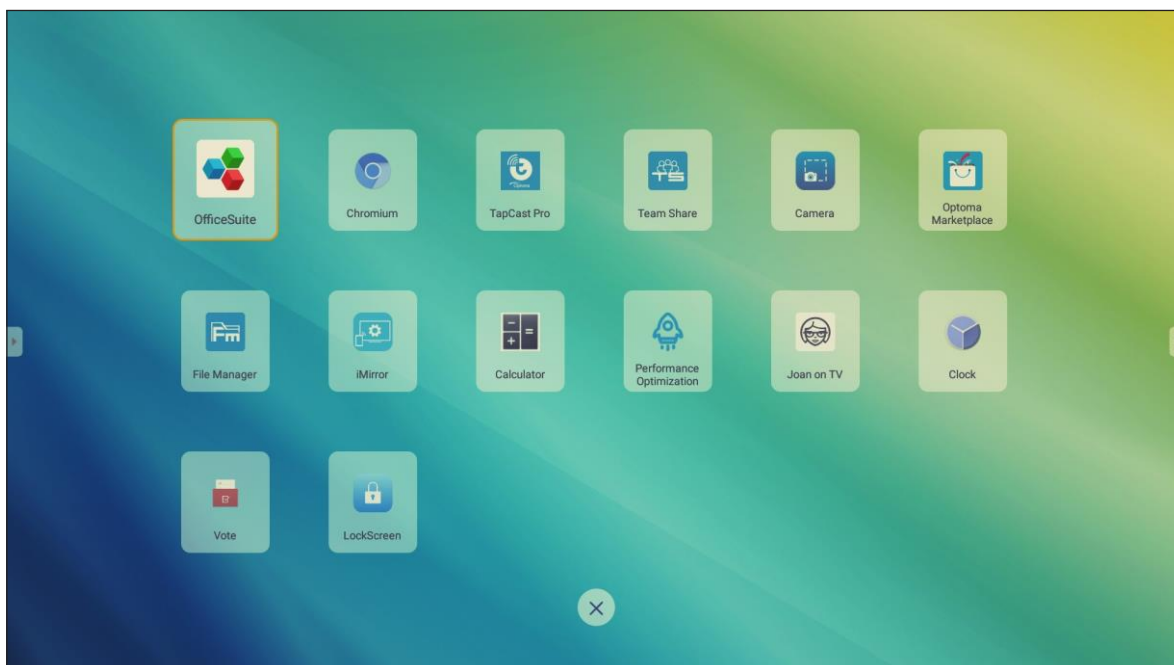 OfficeSuite
Chromium
TapCast Pro
Team Share
Camera
Optoma
Marketplace
File Manager
iMirror
Calculator
Performance
Optimization
Joan on TV
Clock
Vote
LockScreen